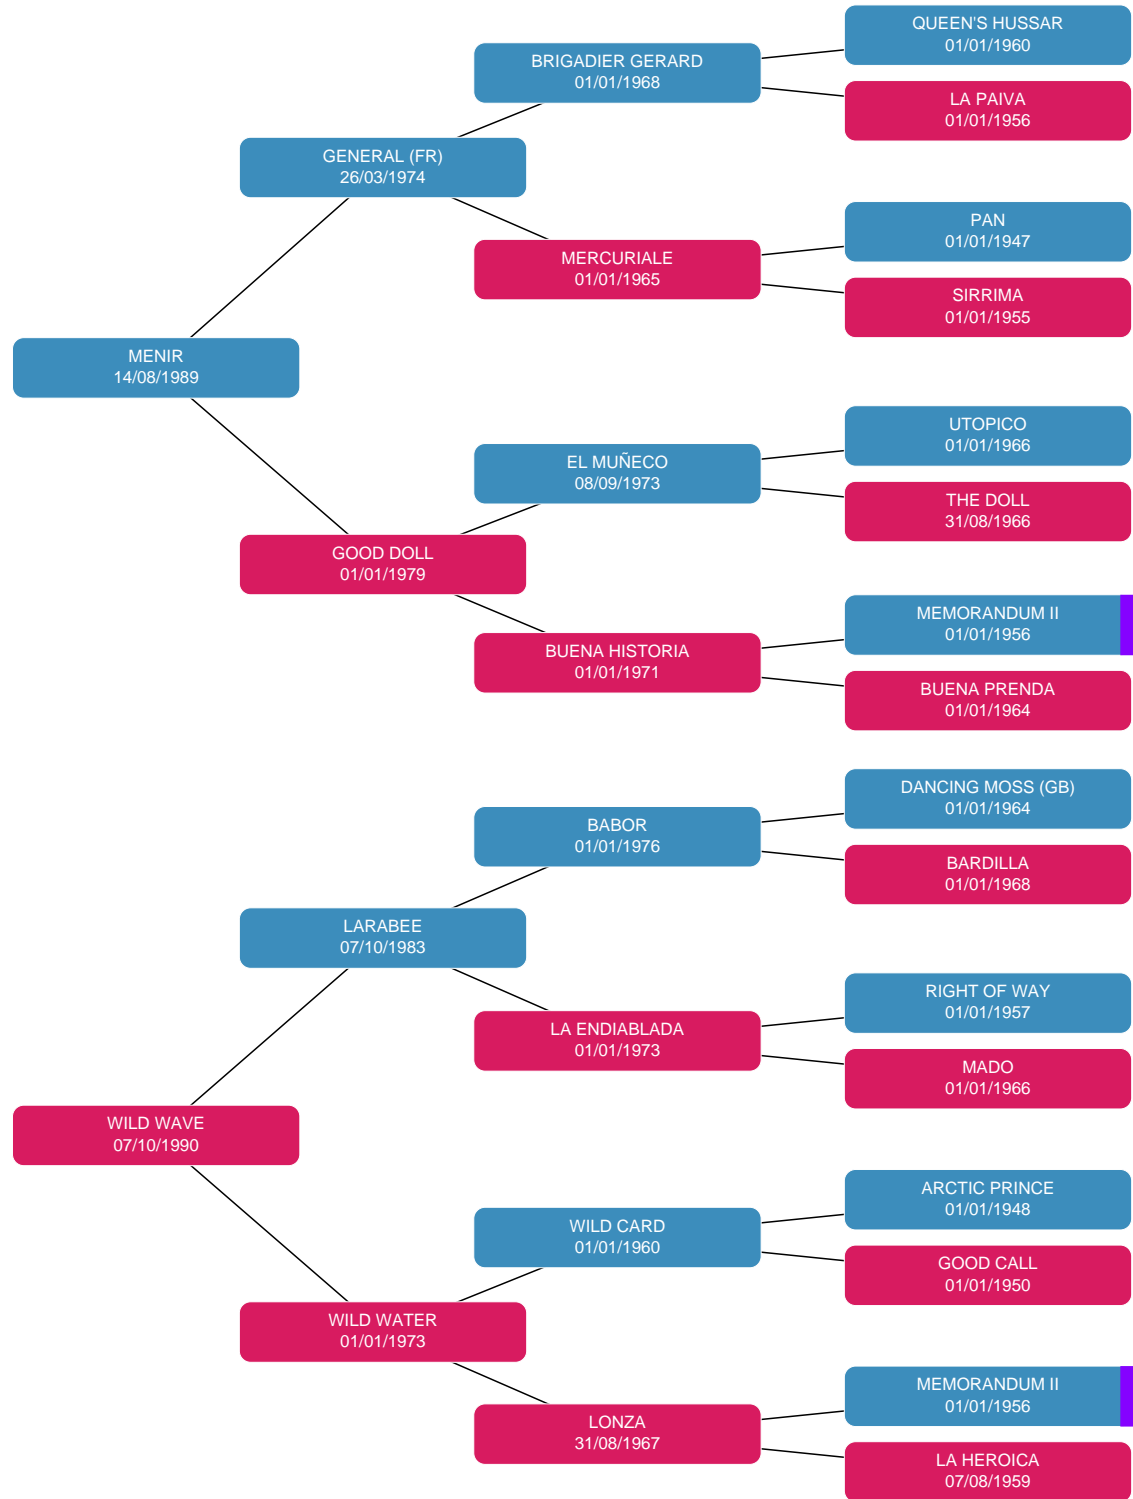 QUEEN'S HUSSAR
01/01/1960
BRIGADIER GERARD
01/01/1968
LA PAIVA
01/01/1956
GENERAL (FR)
26/03/1974
PAN
01/01/1947
MERCURIALE
01/01/1965
SIRRIMA
01/01/1955
MENIR
14/08/1989
UTOPICO
01/01/1966
EL MUÑECO
08/09/1973
THE DOLL
31/08/1966
GOOD DOLL
01/01/1979
MEMORANDUM II
01/01/1956
BUENA HISTORIA
01/01/1971
BUENA PRENDA
01/01/1964
DANCING MOSS (GB)
01/01/1964
BABOR
01/01/1976
BARDILLA
01/01/1968
LARABEE
07/10/1983
RIGHT OF WAY
01/01/1957
LA ENDIABLADA
01/01/1973
MADO
01/01/1966
WILD WAVE
07/10/1990
ARCTIC PRINCE
01/01/1948
WILD CARD
01/01/1960
GOOD CALL
01/01/1950
WILD WATER
01/01/1973
MEMORANDUM II
01/01/1956
LONZA
31/08/1967
LA HEROICA
07/08/1959